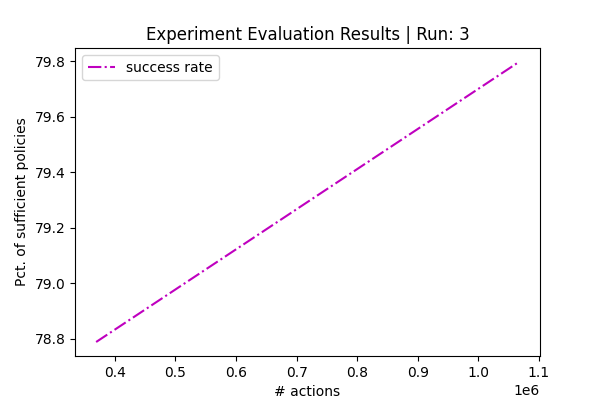 Experiment Evaluation Results | Run: 3
success rate
Pct. of sufficient policies
79.8
79.6
79.4
79.2
79.0
78.8
0.4 0.5 0.6 0.7 0.8 0.9 1.0 1.1
1e6
# actions